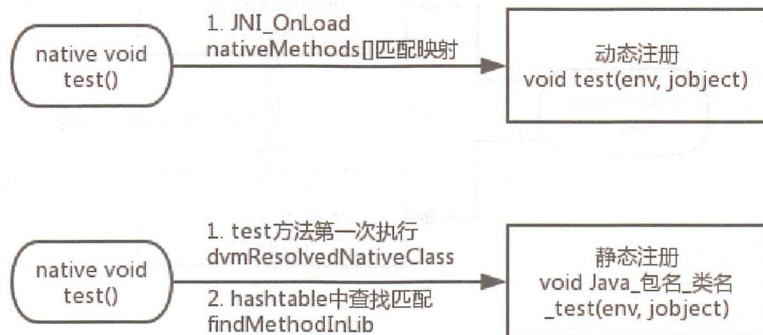 native void
test()
1. JNI_OnLoad
nativeMethods[]匹配映射
动态注册
void test(env, jobject)
native void
test()
1. test方法第一次执行
dvmResolvedNativeClass
2. hashtable中查找匹配
findMethodInLib
静态注册
void Java_包名_类名
_test(env, jobject)